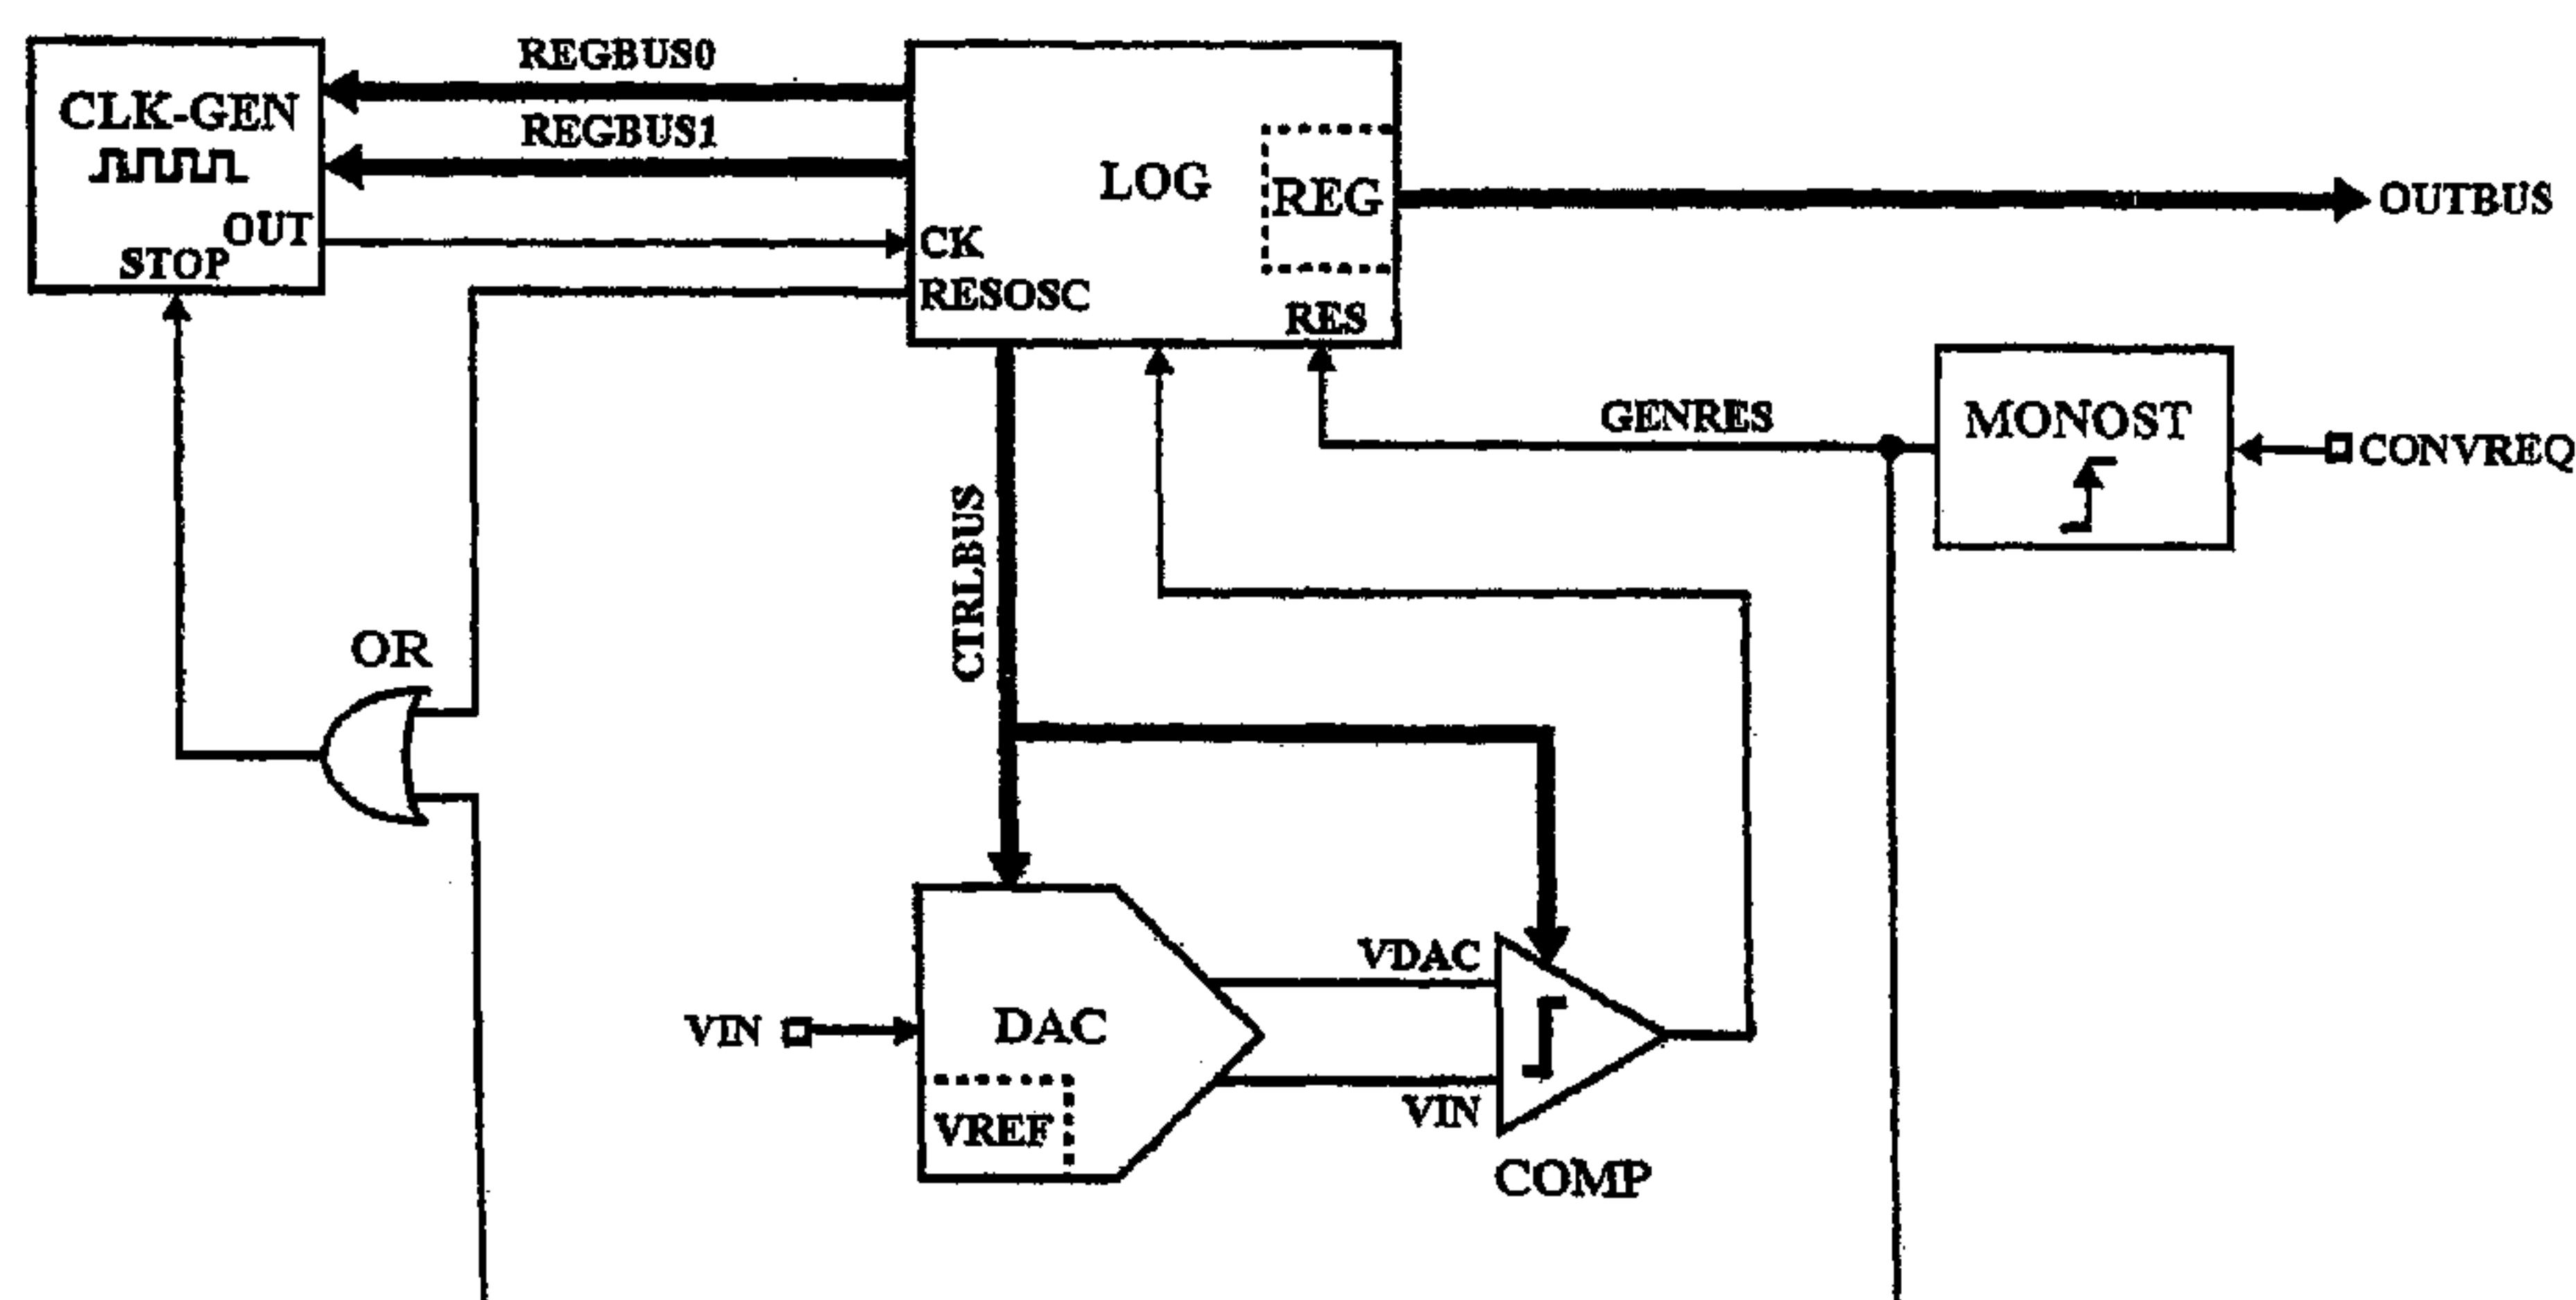 REGBUS0
CLK-GEN
REGBUS1
LOG
REG
OUTBUS
OUT
CK
STOP
RESOSC
RES
GENRES
MONOST
CONVREQ
CTRLBUS
OR
VDAC
VIN
DAC
VREF
VIN
COMP